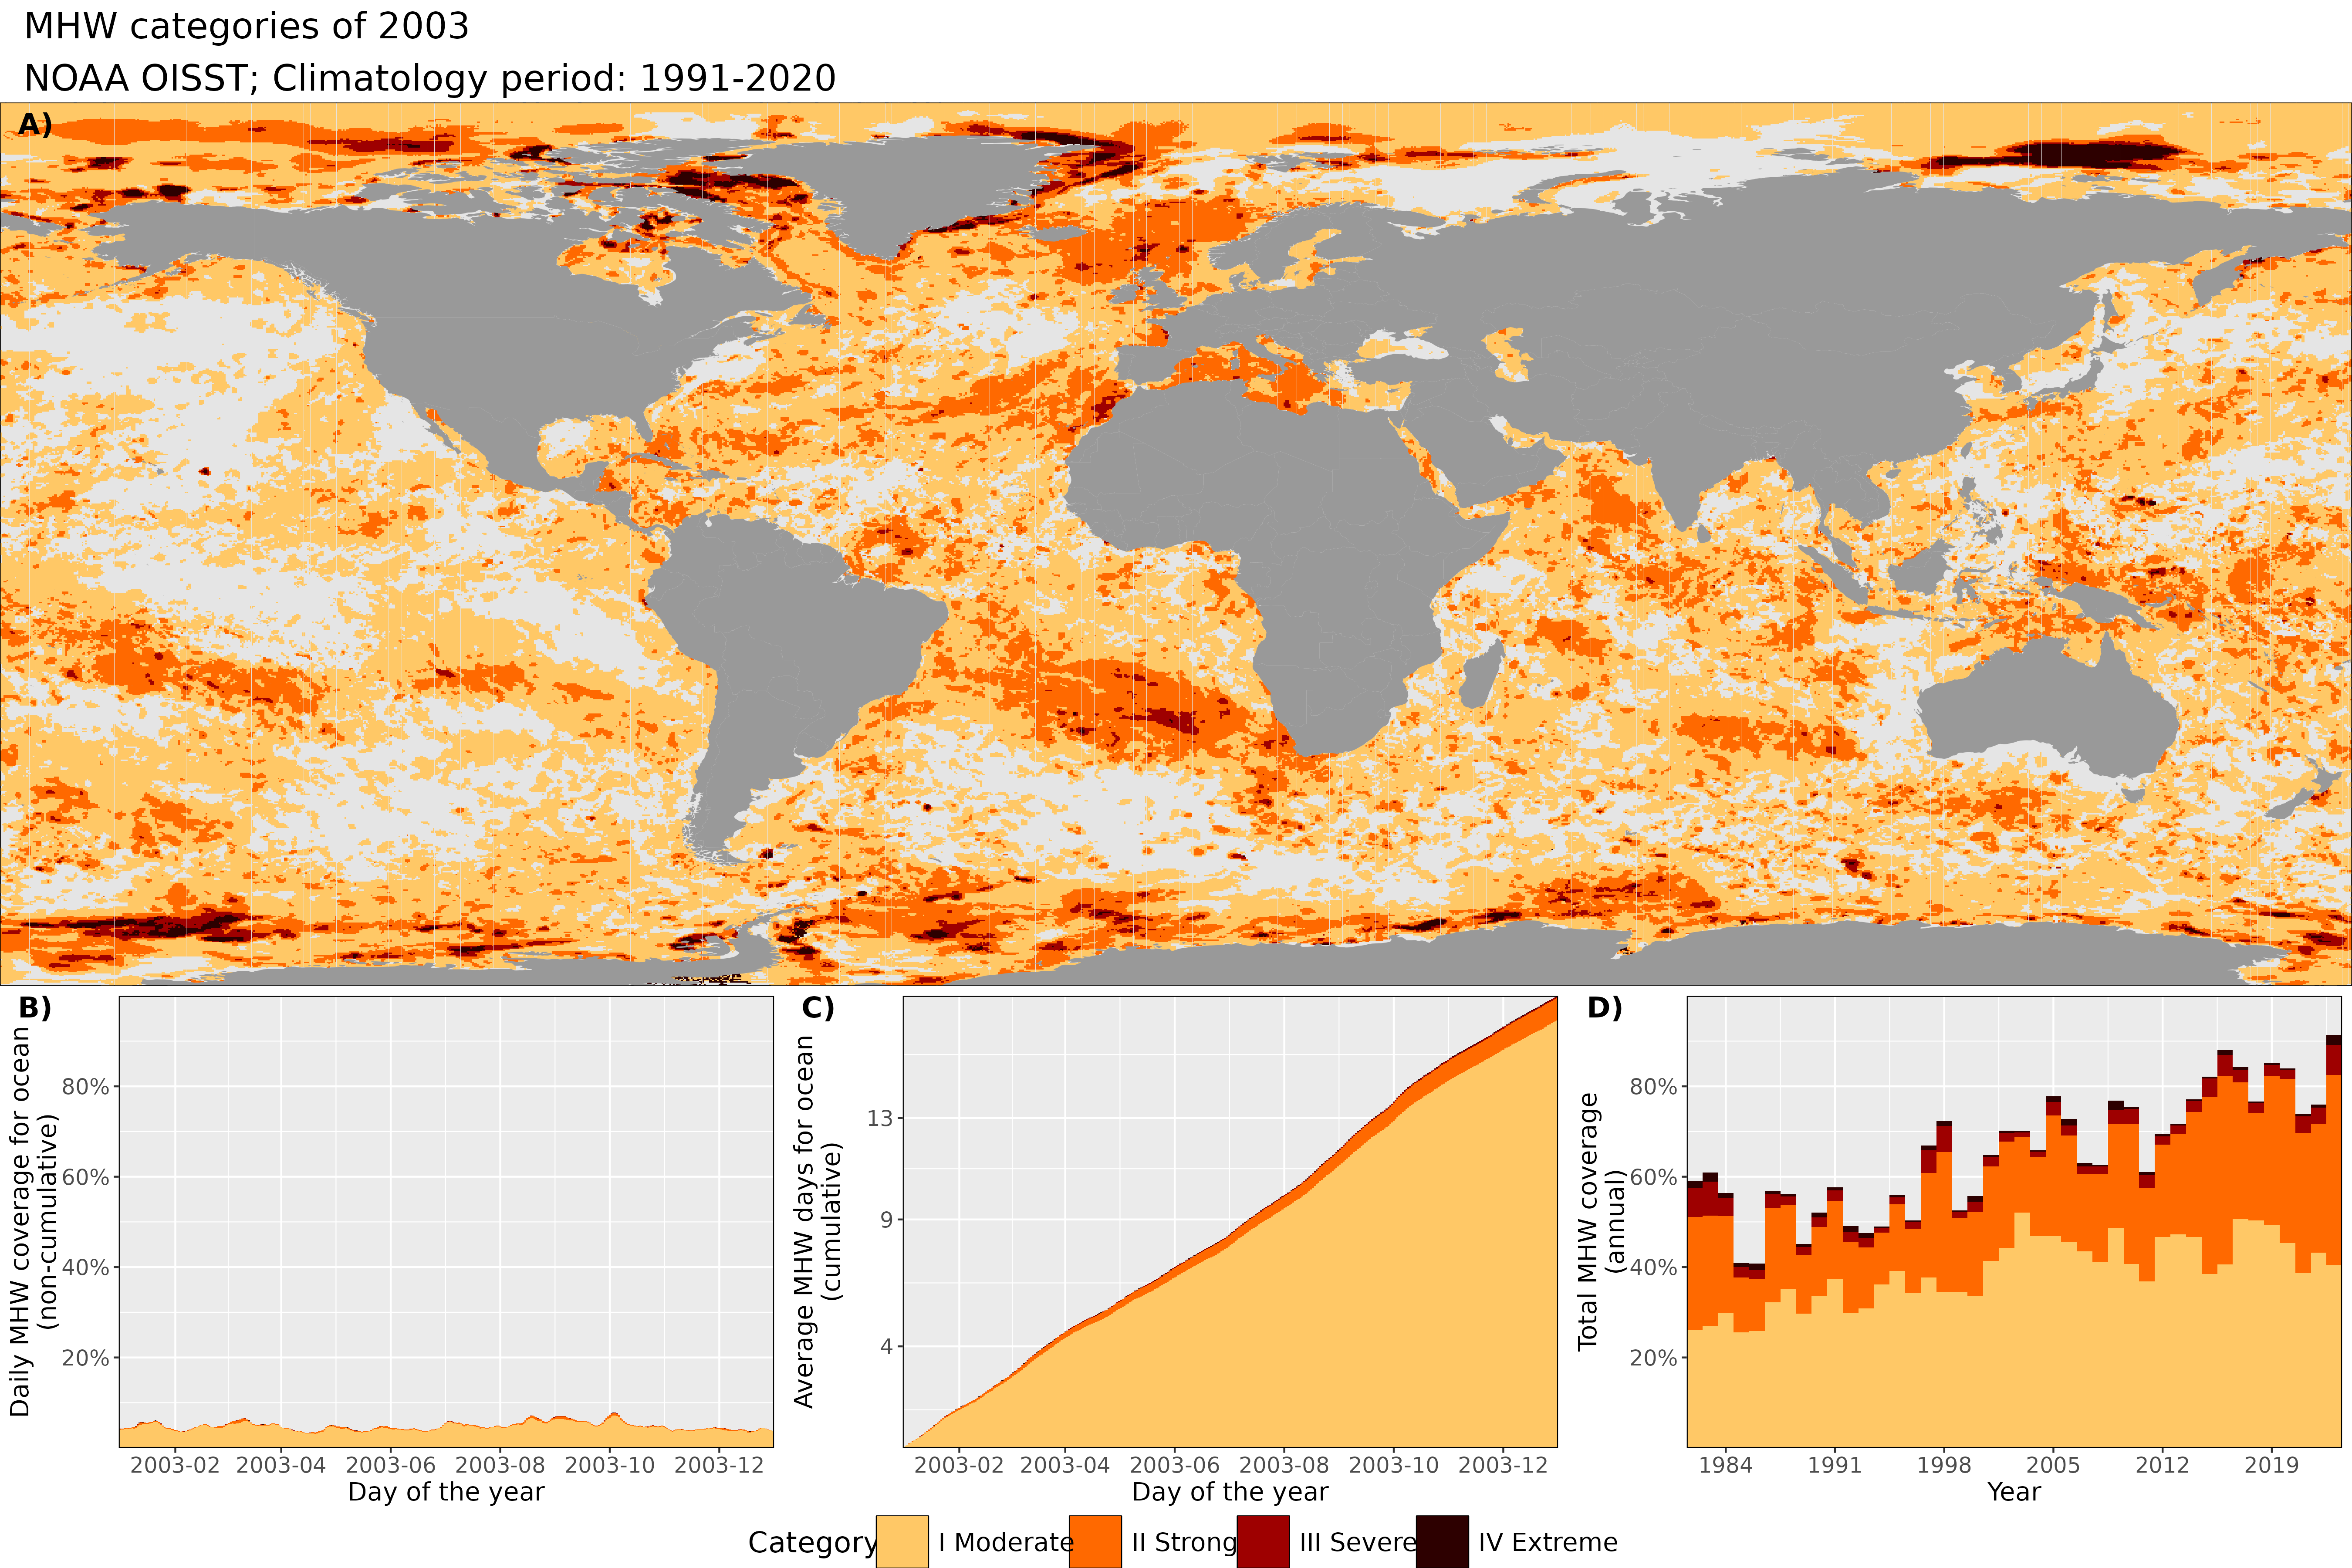 MHW categories of 2003
NOAA OISST; Climatology period: 1991-2020
A)
B)
Daily MHW coverage for ocean
(non-cumulative)
80%
60%
40%
20%
2003-02 2003-04 2003-06 2003-08 2003-10 2003-12
Day of the year
C)
Average MHW days for ocean
(cumulative)
13
9
4
2003-02 2003-04 2003-06 2003-08 2003-10 2003-12
Day of the year
D)
Total MHW coverage
(annual)
80%
60%
40%
20%
1984 1991 1998 2005 2012 2019
Year
Category I Moderate II Strong III Severe IV Extreme